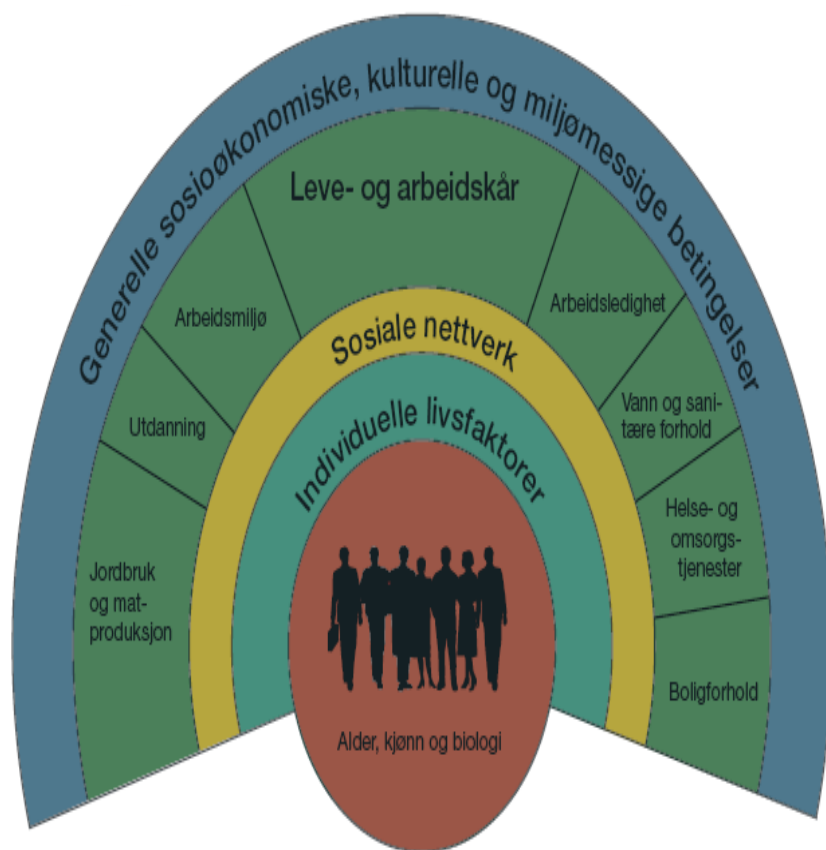 Generelle sosioøkonomiske, kulturelle og miljømessige betingelser
Leve- og arbeidskår
Arbeidsmiljø
Arbeidsledighet
Utdanning
Vann og sani-
tære forhold
Jordbruk
og mat-
produksjon
Helse- og
omsorgs-
tjenester
Boligforhold
Sosiale nettverk
Individuelle livsfaktorer
Alder, kjønn og biologi